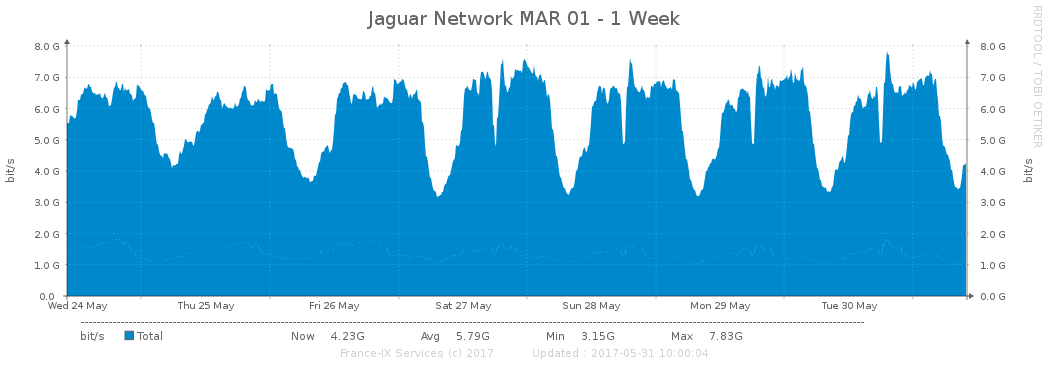 Jaguar Network MAR 01 - 1 Week
RRDTOOL / TOBI OETIKER
bit/s
bit/s
8.0 G 8.0 G
7.0 G 7.0 G
6.0 G 6.0 G
5.0 G 5.0 G
4.0 G 4.0 G
3.0 G 3.0 G
2.0 G 2.0 G
1.0 G 1.0 G
0.0 0.0 G
Wed 24 May Thu 25 May Fri 26 May Sat 27 May Sun 28 May Mon 29 May Tue 30 May
bit/s Total Now 4.23G Avg 5.79G Min 3.15G Max 7.83G
France-IX Services (c) 2017 Updated : 2017-05-31 10:00:04